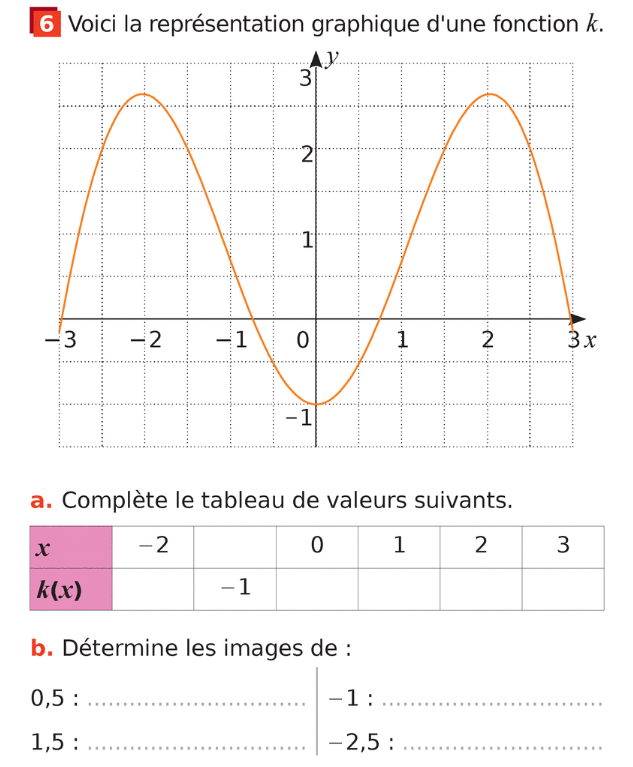 6 Voici la représentation graphique d'une fonction k.
y
3
2
1
−3 −2 −1 0 1 2 3 x
−1
a. Complète le tableau de valeurs suivants.
x −2 0 1 2 3
k(x) −1
b. Détermine les images de :
0,5 : .............................. −1 : ..............................
1,5 : .............................. −2,5 : ...........................